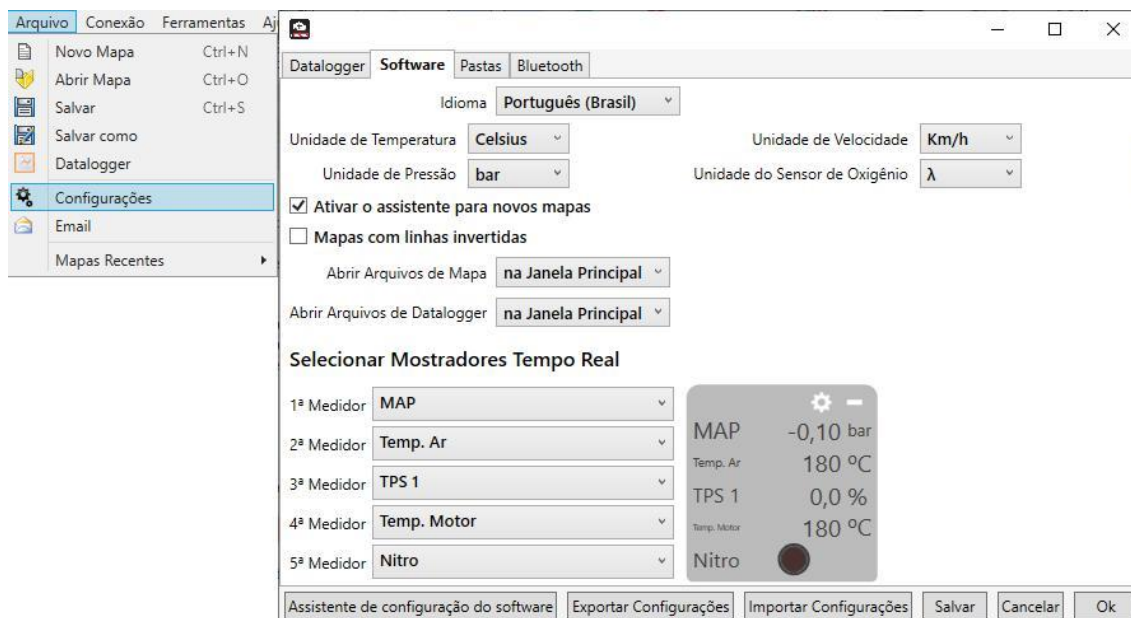 Arquivo Conexão Ferramentas Aj
Novo Mapa Ctrl+N
Abrir Mapa Ctrl+O
Salvar Ctrl+S
Salvar como
Datalogger
Configurações
Email
Mapas Recentes
Datalogger Software Pastas Bluetooth
Idioma Português (Brasil)
Unidade de Temperatura Celsius Unidade de Velocidade Km/h
Unidade de Pressão bar Unidade do Sensor de Oxigênio λ
Ativar o assistente para novos mapas
Mapas com linhas invertidas
Abrir Arquivos de Mapa na Janela Principal
Abrir Arquivos de Datalogger na Janela Principal
Selecionar Mostradores Tempo Real
1ª Medidor MAP
2ª Medidor Temp. Ar
3ª Medidor TPS 1
4ª Medidor Temp. Motor
5ª Medidor Nitro
MAP -0,10 bar
Temp. Ar 180 ºC
TPS 1 0,0 %
Temp. Motor 180 ºC
Nitro
Assistente de configuração do software Exportar Configurações Importar Configurações Salvar Cancelar Ok